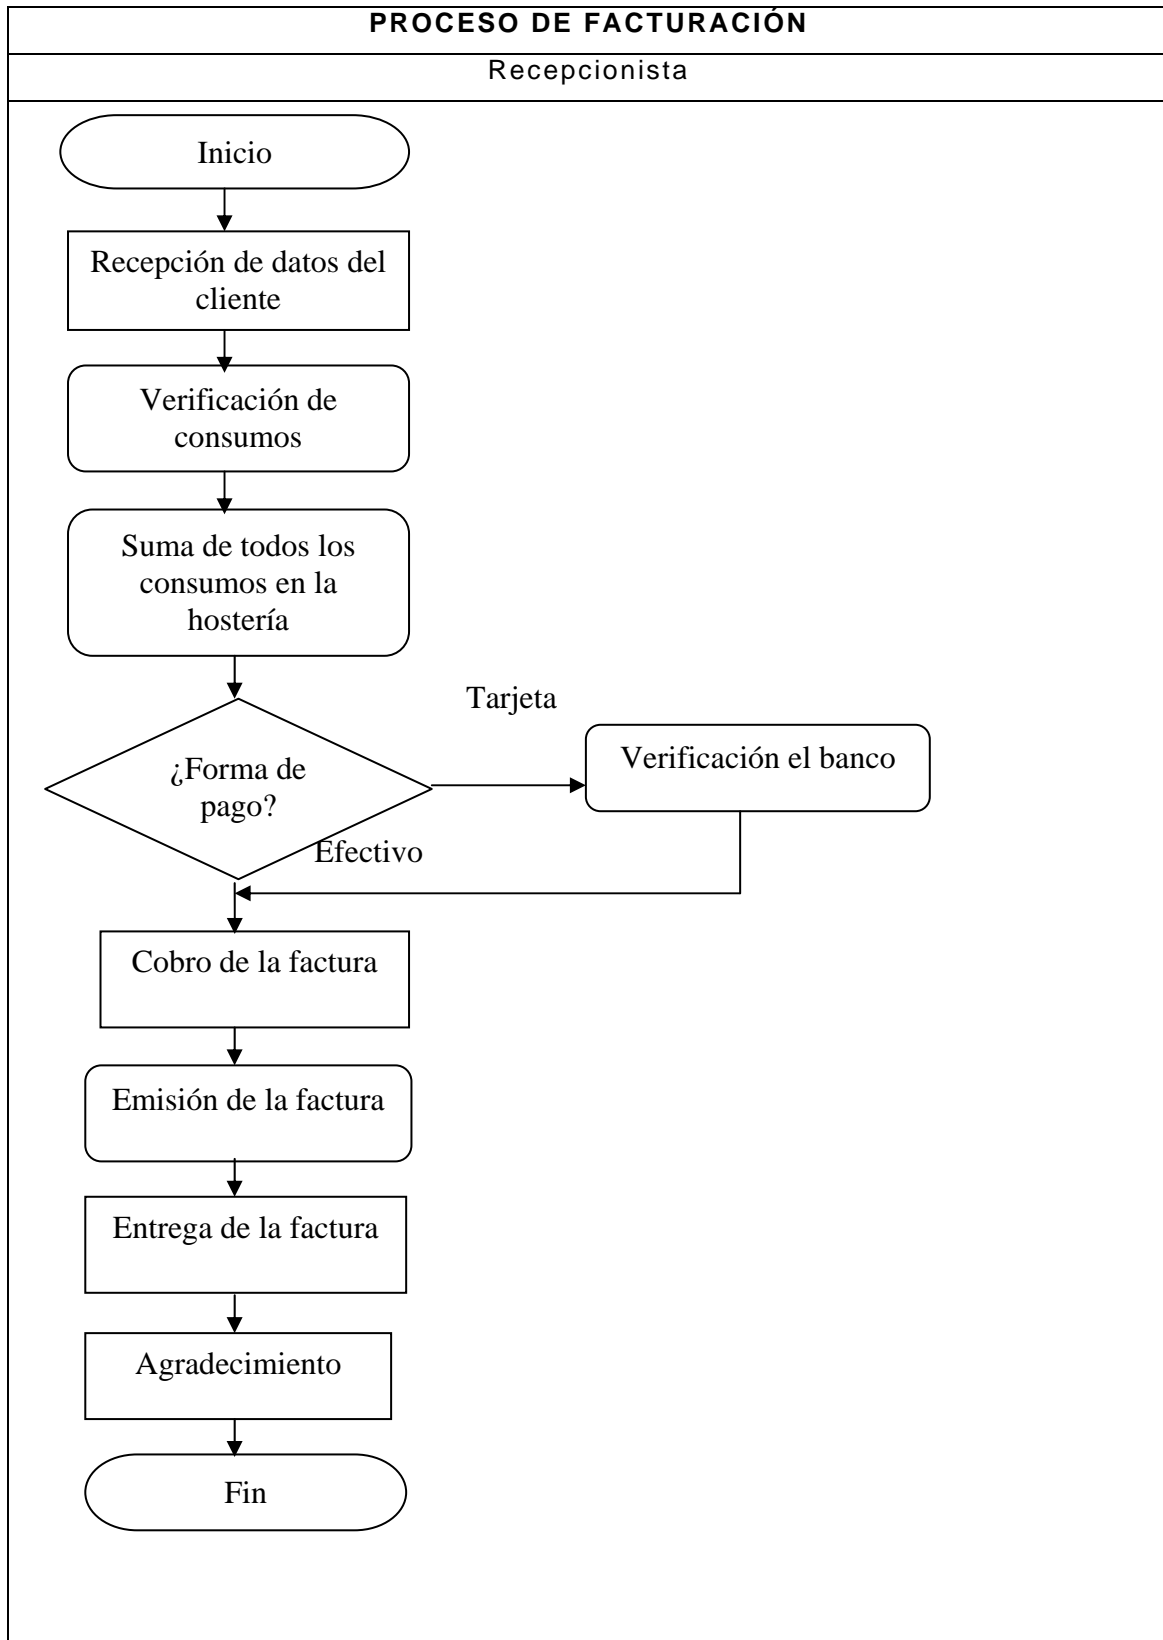 PROCESO DE FACTURACIÓN
Recepcionista
Inicio
Recepción de datos del
cliente
Verificación de
consumos
Suma de todos los
consumos en la
hostería
Tarjeta
¿Forma de
pago?
Verificación el banco
Efectivo
Cobro de la factura
Emisión de la factura
Entrega de la factura
Agradecimiento
Fin